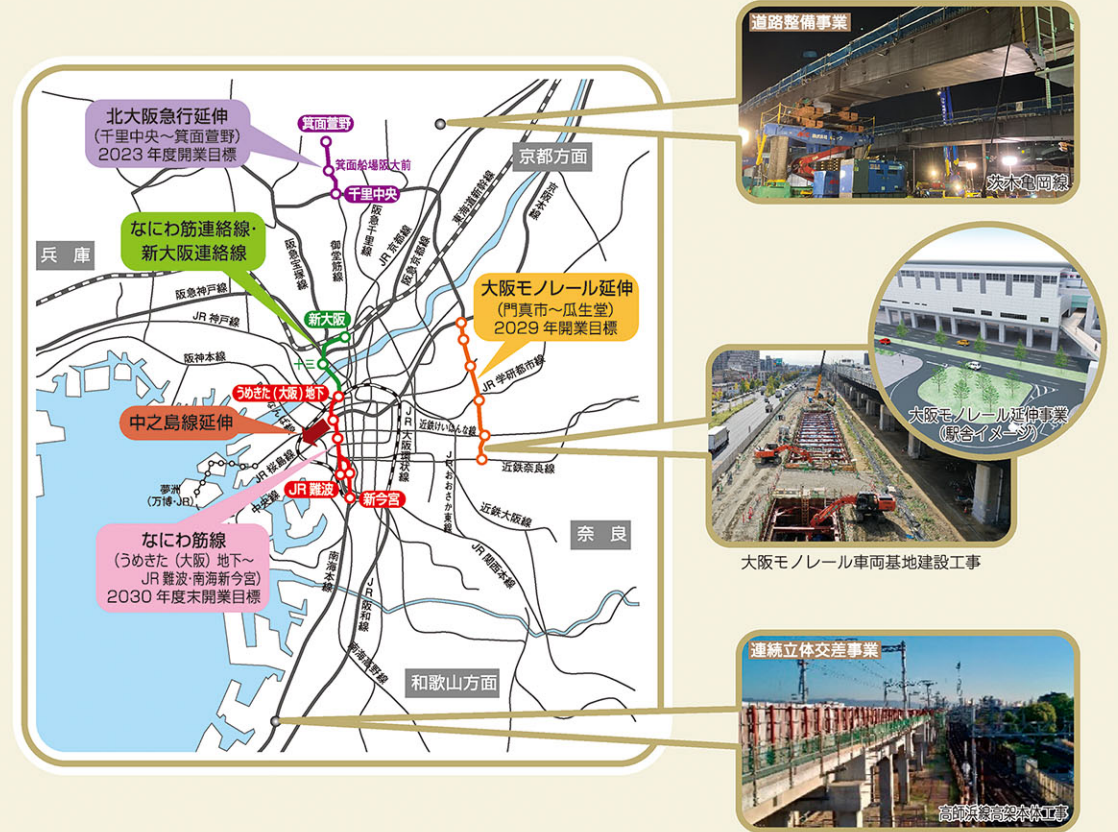 北大阪急行延伸
(千里中央～箕面萱野)
2023年度開業目標
箕面萱野
箕面船場阪大前
千里中央
京都方面
なにわ筋連絡線・
新大阪連絡線
兵庫
阪急宝塚線
御堂筋線
阪急千里線
JR京都線
阪急京都線
東海道新幹線
京阪本線
大阪モノレール延伸
(門真市～瓜生堂)
2029年開業目標
阪急神戸線
JR神戸線
阪神本線
新大阪
十三
うめきた(大阪)地下
JR学研都市線
中之島線延伸
なんば線
JR大阪環状線
近鉄けいはんな線
JRおおさか東線
近鉄奈良線
JR桜島線
夢洲
(万博・IR)
中央線
JR難波
新今宮
近鉄大阪線
奈良
なにわ筋線
(うめきた(大阪)地下～
JR難波・南海新今宮)
2030年度末開業目標
南海本線
JR阪和線
JR関西本線
南海高野線
和歌山方面
道路整備事業
茨木亀岡線
大阪モノレール延伸事業
(駅舎イメージ)
大阪モノレール車両基地建設工事
連続立体交差事業
高師浜線高架本体工事